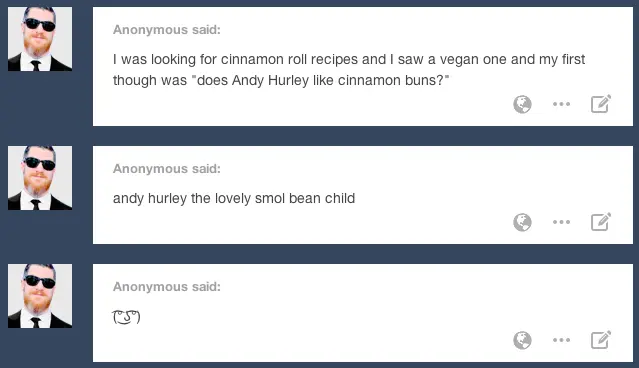 Anonymous said:
I was looking for cinnamon roll recipes and I saw a vegan one and my first
though was "does Andy Hurley like cinnamon buns?"
Anonymous said:
andy hurley the lovely smol bean child
Anonymous said:
( ͡° ͜ʖ ͡°)